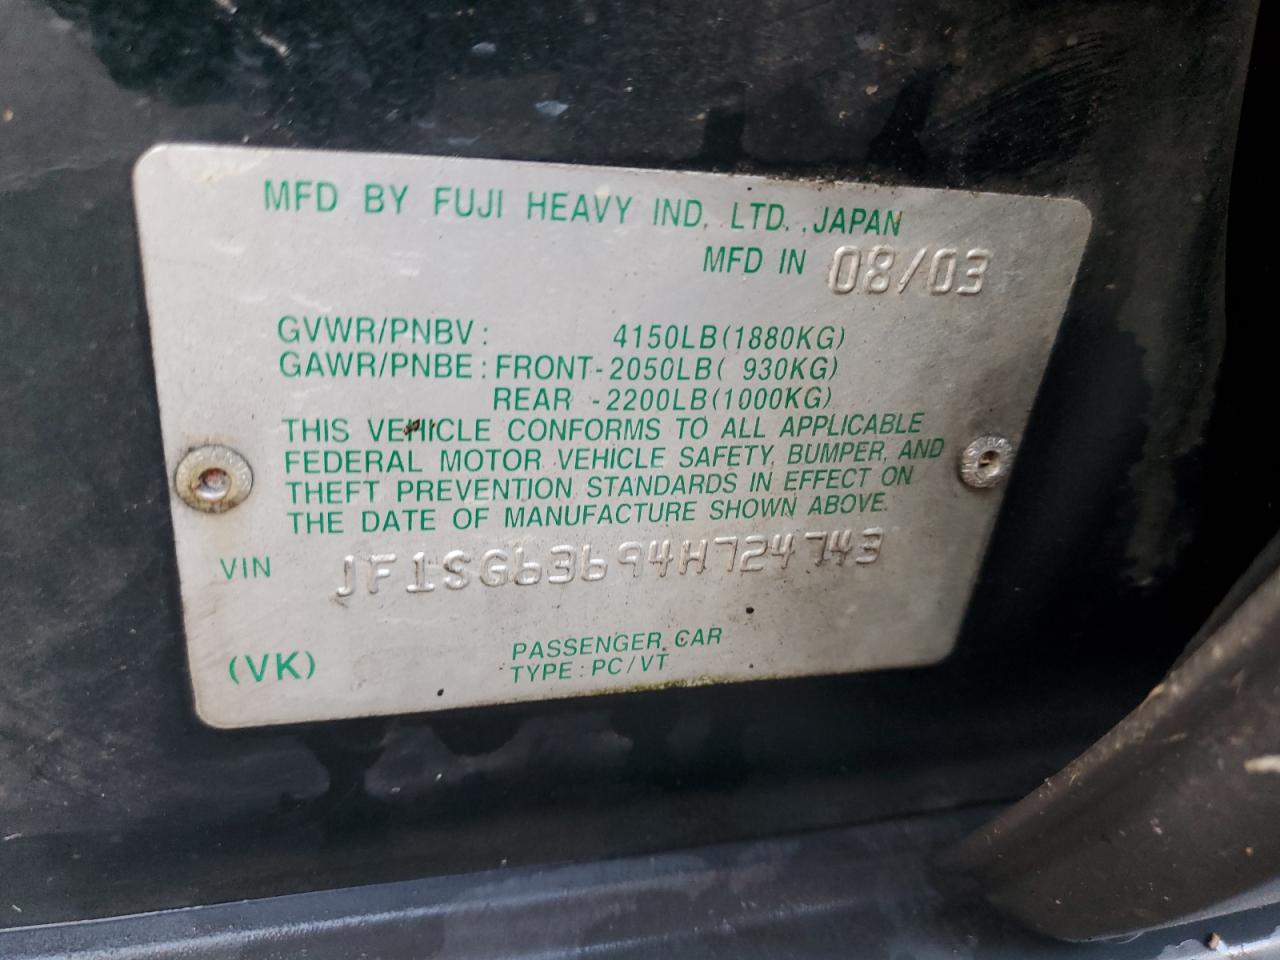 MFD BY FUJI HEAVY IND. LTD. ,JAPAN
MFD IN 08/03
GVWR/PNBV: 4150LB(1880KG)
GAWR/PNBE: FRONT-2050LB( 930KG)
REAR -2200LB(1000KG)
THIS VEHICLE CONFORMS TO ALL APPLICABLE
FEDERAL MOTOR VEHICLE SAFETY, BUMPER, AND
THEFT PREVENTION STANDARDS IN EFFECT ON
THE DATE OF MANUFACTURE SHOWN ABOVE.
VIN JF1SG63694H724743
(VK) PASSENGER CAR
TYPE: PC/VT